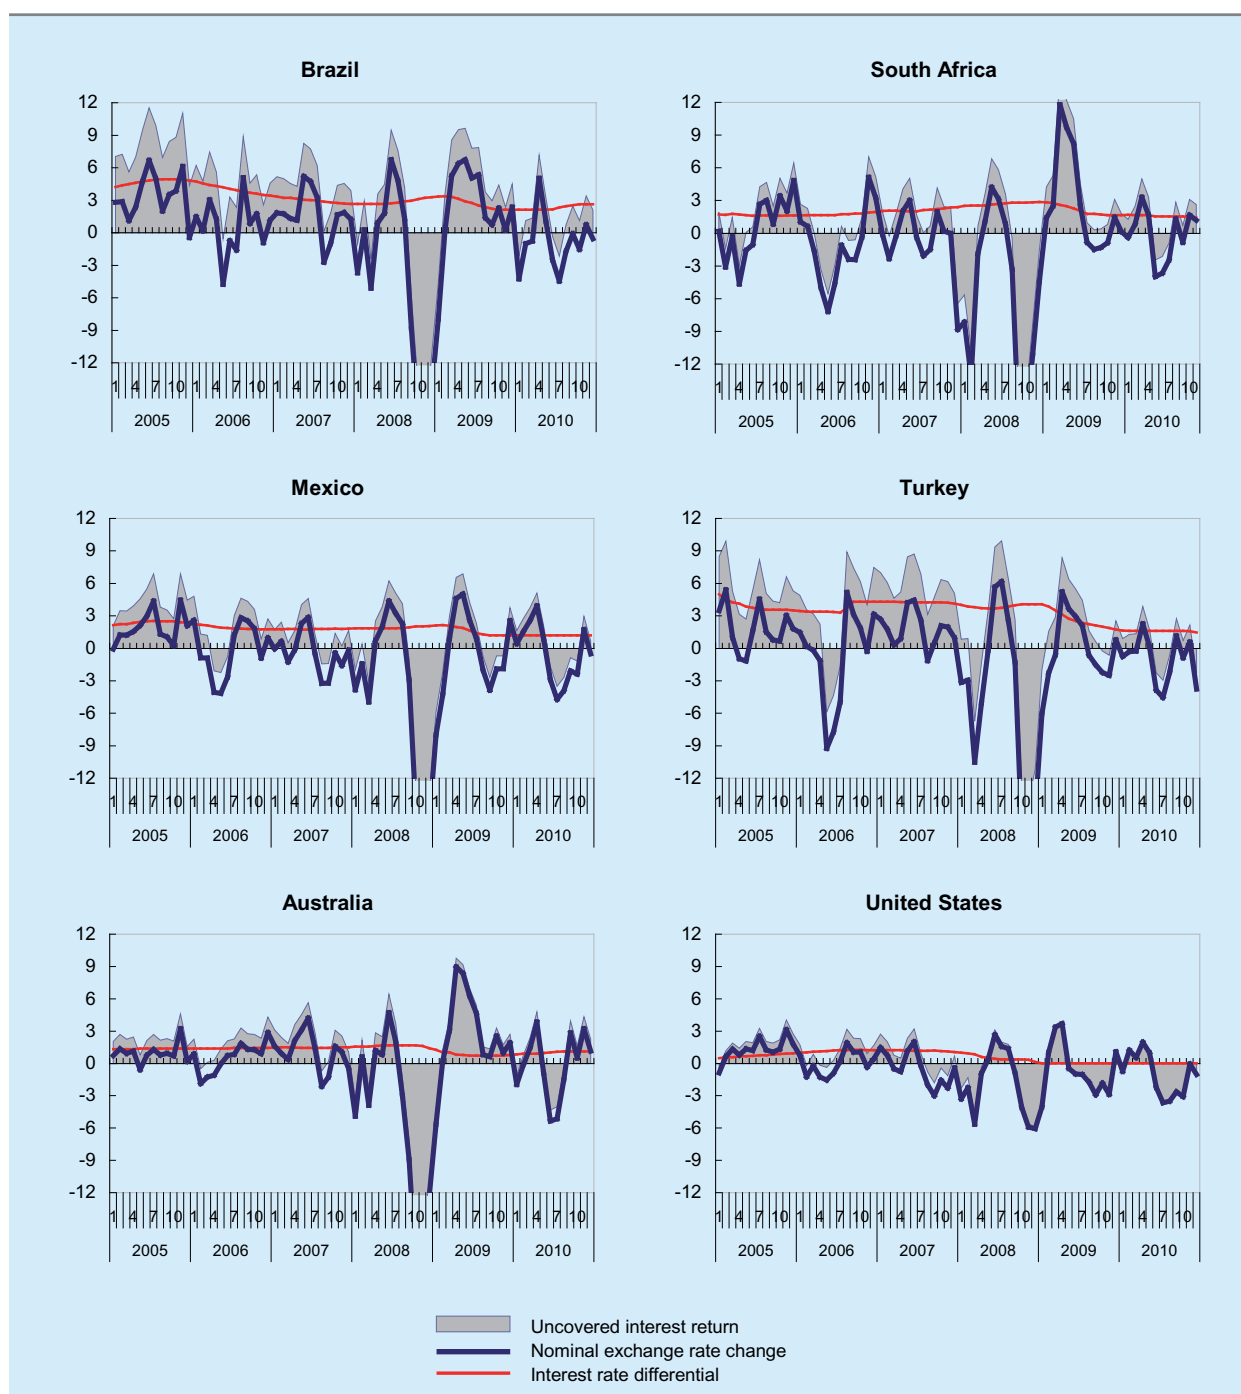 Brazil
12
9
6
3
0
-3
-6
-9
-12
1 4 7 10 1 4 7 10 1 4 7 10 1 4 7 10 1 4 7 10 1 4 7 10
2005 2006 2007 2008 2009 2010
South Africa
12
9
6
3
0
-3
-6
-9
-12
1 4 7 10 1 4 7 10 1 4 7 10 1 4 7 10 1 4 7 10 1 4 7 10
2005 2006 2007 2008 2009 2010
Mexico
12
9
6
3
0
-3
-6
-9
-12
1 4 7 10 1 4 7 10 1 4 7 10 1 4 7 10 1 4 7 10 1 4 7 10
2005 2006 2007 2008 2009 2010
Turkey
12
9
6
3
0
-3
-6
-9
-12
1 4 7 10 1 4 7 10 1 4 7 10 1 4 7 10 1 4 7 10 1 4 7 10
2005 2006 2007 2008 2009 2010
Australia
12
9
6
3
0
-3
-6
-9
-12
1 4 7 10 1 4 7 10 1 4 7 10 1 4 7 10 1 4 7 10 1 4 7 10
2005 2006 2007 2008 2009 2010
United States
12
9
6
3
0
-3
-6
-9
-12
1 4 7 10 1 4 7 10 1 4 7 10 1 4 7 10 1 4 7 10 1 4 7 10
2005 2006 2007 2008 2009 2010
Uncovered interest return
Nominal exchange rate change
Interest rate differential